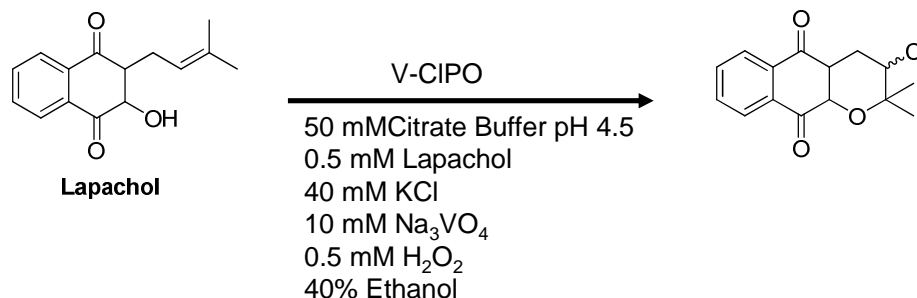 O
OH
O
Lapachol
V-ClPO
50 mMCitrate Buffer pH 4.5
0.5 mM Lapachol
40 mM KCl
10 mM Na₃VO₄
0.5 mM H₂O₂
40% Ethanol
O
O
O